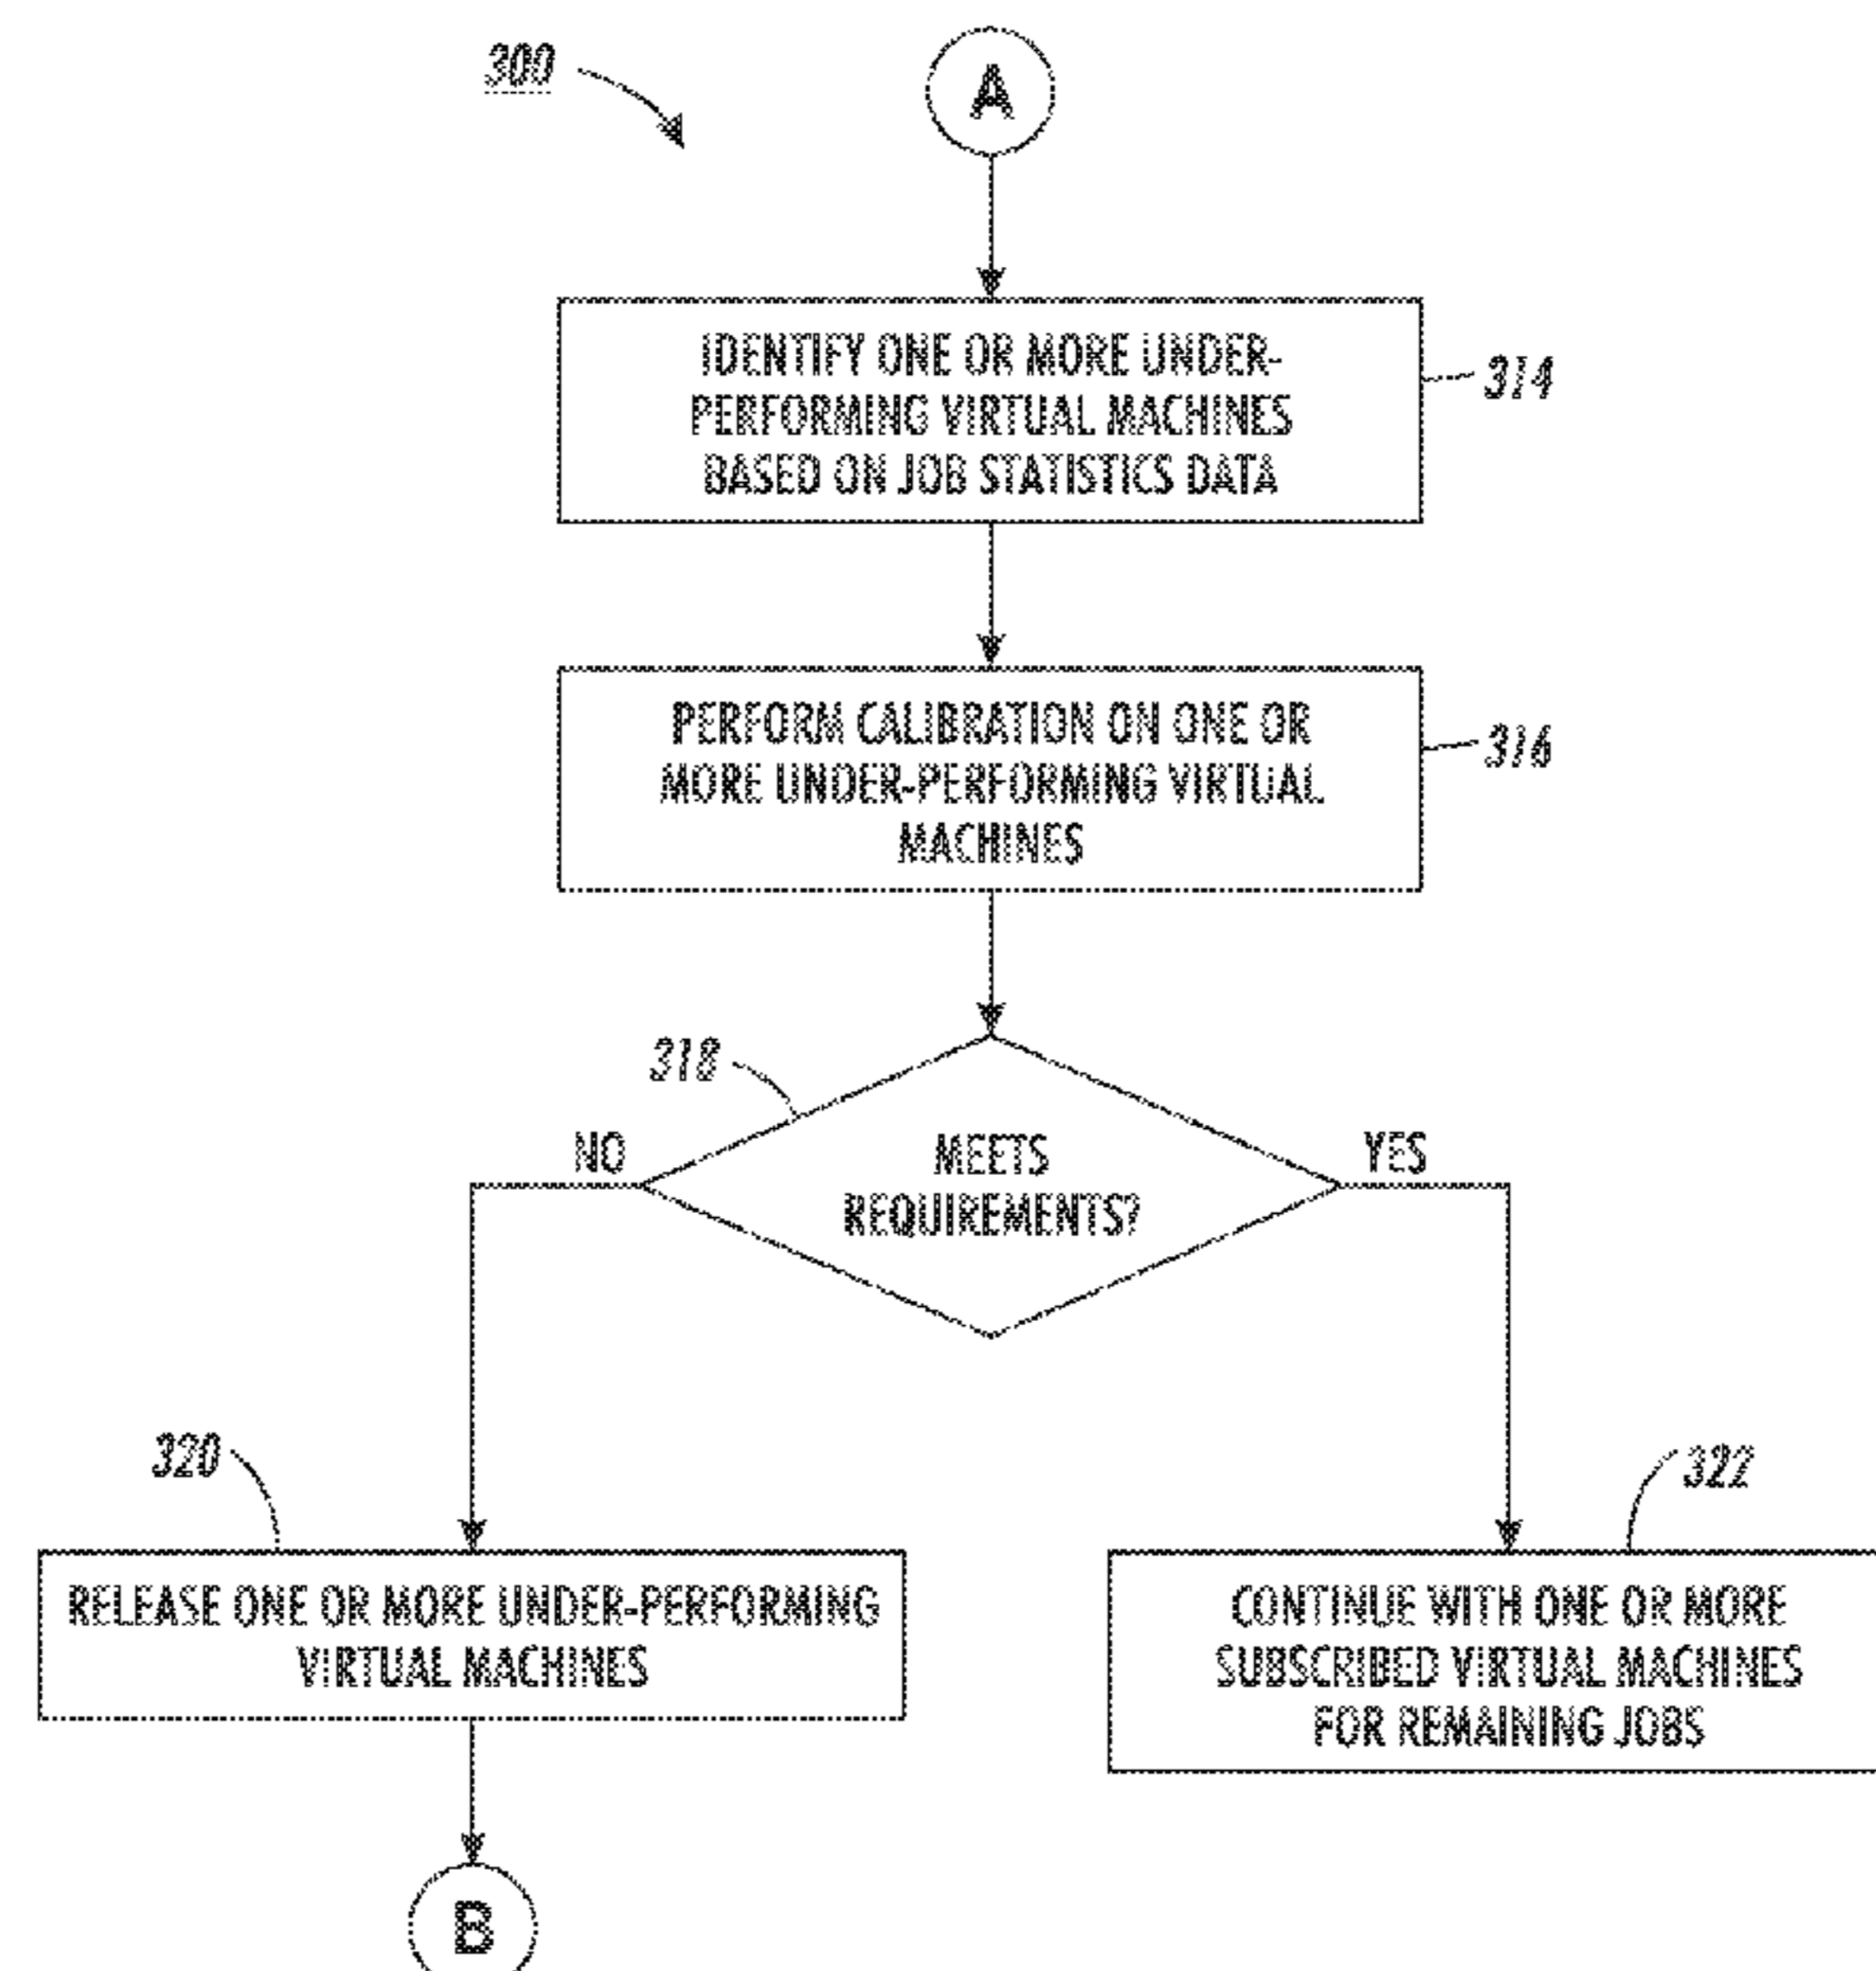 300
A
IDENTIFY ONE OR MORE UNDER-
PERFORMING VIRTUAL MACHINES
BASED ON JOB STATISTICS DATA
314
PERFORM CALIBRATION ON ONE OR
MORE UNDER-PERFORMING VIRTUAL
MACHINES
316
318
NO
MEETS
REQUIREMENTS?
YES
320
RELEASE ONE OR MORE UNDER-PERFORMING
VIRTUAL MACHINES
322
CONTINUE WITH ONE OR MORE
SUBSCRIBED VIRTUAL MACHINES
FOR REMAINING JOBS
B